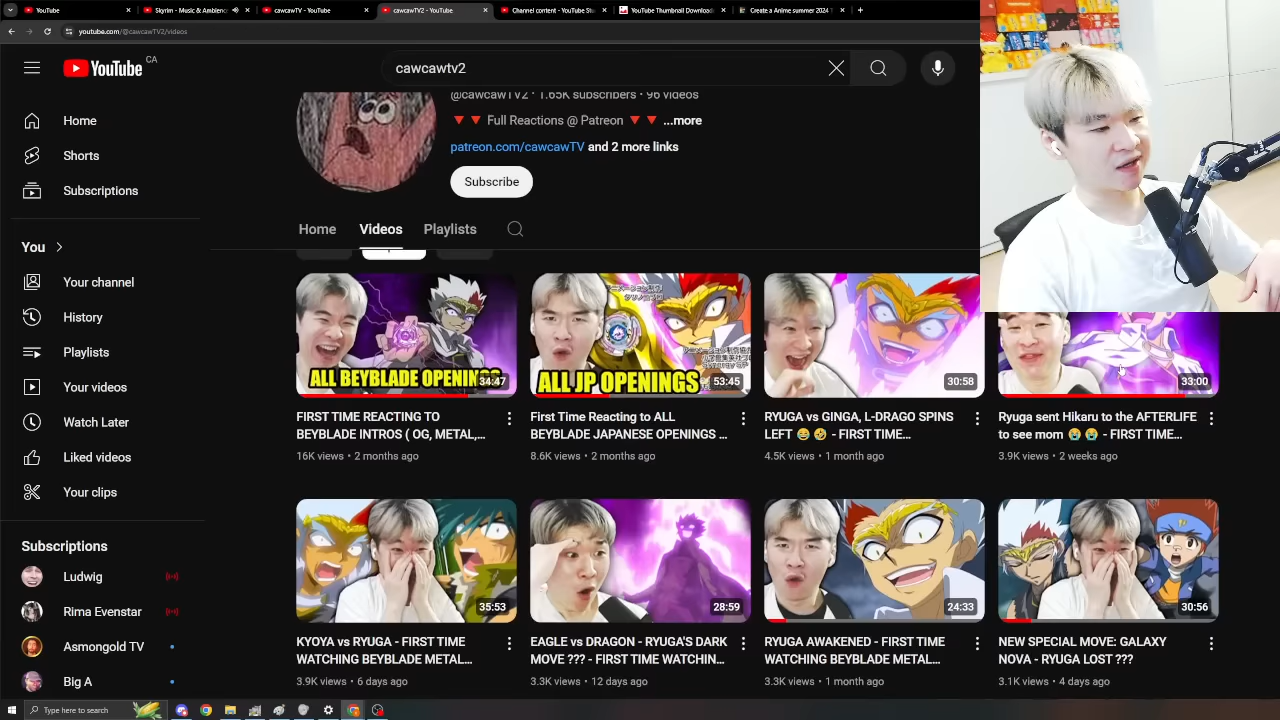 YouTube
Skyrim - Music & Ambienc
cawcawTV - YouTube
cawcawTV2 - YouTube
Channel content - YouTube St
YouTube Thumbnail Download
Create a Anime summer 2024 T
youtube.com/@cawcawTV2/videos
YouTube CA
cawcawtv2
@cawcawTV2 • 1.65K subscribers • 96 videos
Full Reactions @ Patreon ...more
patreon.com/cawcawTV and 2 more links
Subscribe
Home Videos Playlists
Home
Shorts
Subscriptions
You
Your channel
History
Playlists
Your videos
Watch Later
Liked videos
Your clips
Subscriptions
Ludwig
Rima Evenstar
Asmongold TV
Big A
ALL BEYBLADE OPENINGS
34:47
FIRST TIME REACTING TO
BEYBLADE INTROS ( OG, METAL,...
16K views • 2 months ago
ALL JP OPENINGS
53:45
First Time Reacting to ALL
BEYBLADE JAPANESE OPENINGS ...
8.6K views • 2 months ago
30:58
RYUGA vs GINGA, L-DRAGO SPINS
LEFT 😂 🤣 - FIRST TIME...
4.5K views • 1 month ago
33:00
Ryuga sent Hikaru to the AFTERLIFE
to see mom 😭 😭 - FIRST TIME...
3.9K views • 2 weeks ago
35:53
KYOYA vs RYUGA - FIRST TIME
WATCHING BEYBLADE METAL...
3.9K views • 6 days ago
28:59
EAGLE vs DRAGON - RYUGA'S DARK
MOVE ??? - FIRST TIME WATCHIN...
3.3K views • 12 days ago
24:33
RYUGA AWAKENED - FIRST TIME
WATCHING BEYBLADE METAL...
3.3K views • 1 month ago
30:56
NEW SPECIAL MOVE: GALAXY
NOVA - RYUGA LOST ???
3.1K views • 4 days ago
Type here to search